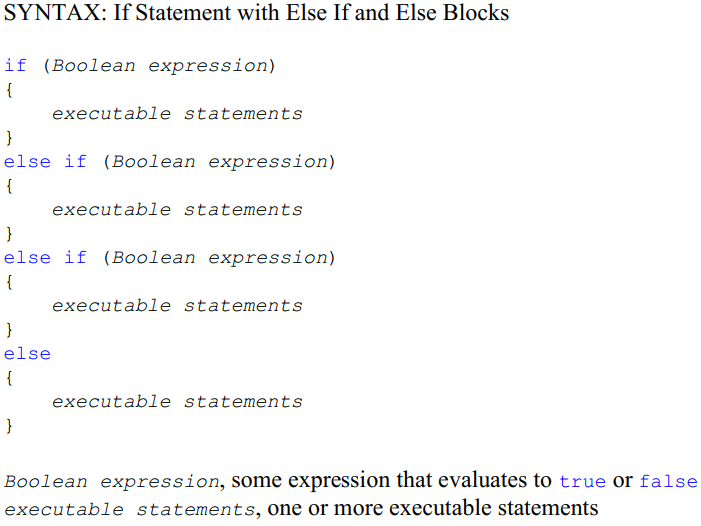 SYNTAX: If Statement with Else If and Else Blocks
if (Boolean expression)
{
executable statements
}
else if (Boolean expression)
{
executable statements
}
else if (Boolean expression)
{
executable statements
}
else
{
executable statements
}
Boolean expression, some expression that evaluates to true or false
executable statements, one or more executable statements